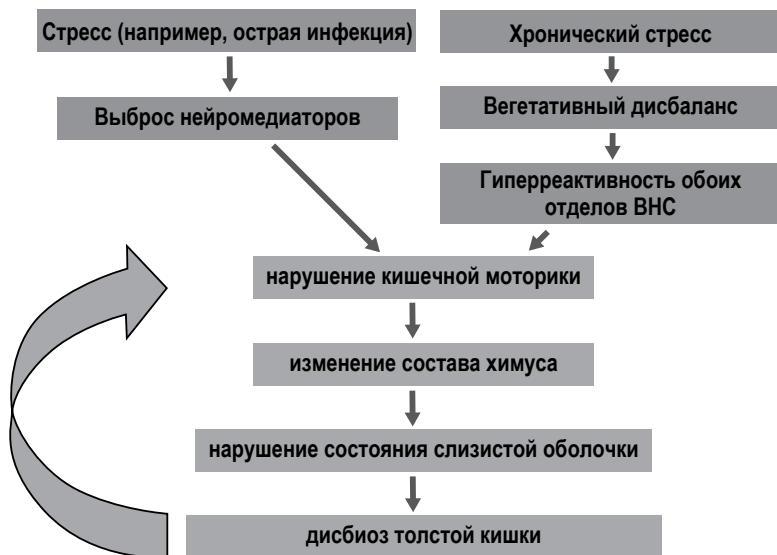 Стресс (например, острая инфекция)
Выброс нейромедиаторов
Хронический стресс
Вегетативный дисбаланс
Гиперреактивность обоих
отделов ВНС
нарушение кишечной моторики
изменение состава химуса
нарушение состояния слизистой оболочки
дисбиоз толстой кишки